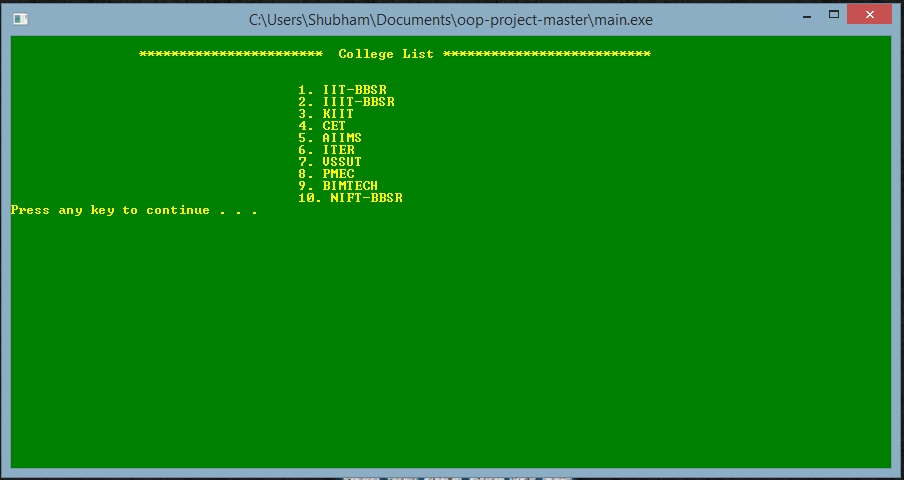 C:\Users\Shubham\Documents\oop-project-master\main.exe
*********************** College List **************************
1. IIT-BBSR
2. IIIT-BBSR
3. KIIT
4. CET
5. AIIMS
6. ITER
7. VSSUT
8. PMEC
9. BIMTECH
10. NIFT-BBSR
Press any key to continue . . .